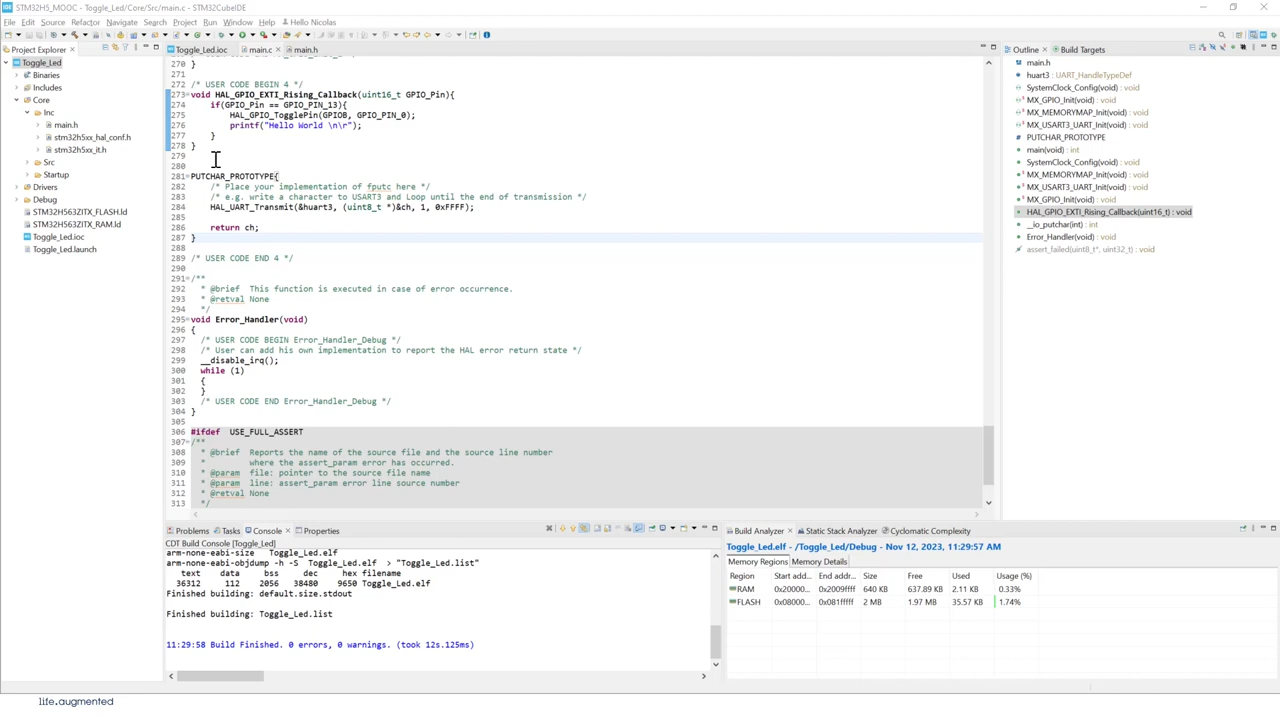 STM32H5_MOOC - Toggle_Led/Core/Src/main.c - STM32CubeIDE
File Edit Source Refactor Navigate Search Project Run Window Help Hello Nicolas
Project Explorer
Toggle_Led
Binaries
Includes
Core
Inc
main.h
stm32h5xx_hal_conf.h
stm32h5xx_it.h
Src
Startup
Drivers
Debug
STM32H563ZITX_FLASH.ld
STM32H563ZITX_RAM.ld
Toggle_Led.ioc
Toggle_Led.launch
Toggle_Led.ioc main.c main.h
270 }
271
272 /* USER CODE BEGIN 4 */
273 void HAL_GPIO_EXTI_Rising_Callback(uint16_t GPIO_Pin){
274 if(GPIO_Pin == GPIO_PIN_13){
275 HAL_GPIO_TogglePin(GPIOB, GPIO_PIN_0);
276 printf("Hello World \n\r");
277 }
278 }
279
280
281 PUTCHAR_PROTOTYPE{
282 /* Place your implementation of fputc here */
283 /* e.g. write a character to USART3 and Loop until the end of transmission */
284 HAL_UART_Transmit(&huart3, (uint8_t *)&ch, 1, 0xFFFF);
285
286 return ch;
287 }
288
289 /* USER CODE END 4 */
290
291 /**
292 * @brief This function is executed in case of error occurrence.
293 * @retval None
294 */
295 void Error_Handler(void)
296 {
297 /* USER CODE BEGIN Error_Handler_Debug */
298 /* User can add his own implementation to report the HAL error return state */
299 __disable_irq();
300 while (1)
301 {
302 }
303 /* USER CODE END Error_Handler_Debug */
304 }
305
306 #ifdef USE_FULL_ASSERT
307 /**
308 * @brief Reports the name of the source file and the source line number
309 * where the assert_param error has occurred.
310 * @param file: pointer to the source file name
311 * @param line: assert_param error line source number
312 * @retval None
313 */
Outline Build Targets
main.h
huart3 : UART_HandleTypeDef
SystemClock_Config(void) : void
MX_GPIO_Init(void) : void
MX_MEMORYMAP_Init(void) : void
MX_USART3_UART_Init(void) : void
PUTCHAR_PROTOTYPE
main(void) : int
SystemClock_Config(void) : void
MX_MEMORYMAP_Init(void) : void
MX_USART3_UART_Init(void) : void
MX_GPIO_Init(void) : void
HAL_GPIO_EXTI_Rising_Callback(uint16_t) : void
__io_putchar(int) : int
Error_Handler(void) : void
assert_failed(uint8_t*, uint32_t) : void
Problems Tasks Console Properties
CDT Build Console [Toggle_Led]
arm-none-eabi-size Toggle_Led.elf
arm-none-eabi-objdump -h -S Toggle_Led.elf > "Toggle_Led.list"
text data bss dec hex filename
36312 112 2056 38480 9650 Toggle_Led.elf
Finished building: default.size.stdout
Finished building: Toggle_Led.list
11:29:58 Build Finished. 0 errors, 0 warnings. (took 12s.125ms)
Build Analyzer Static Stack Analyzer Cyclomatic Complexity
Toggle_Led.elf - /Toggle_Led/Debug - Nov 12, 2023, 11:29:57 AM
Memory Regions Memory Details
Region Start addr... End addr... Size Free Used Usage (%)
RAM 0x20000... 0x2009ffff 640 KB 637.89 KB 2.11 KB 0.33%
FLASH 0x08000... 0x081fffff 2 MB 1.97 MB 35.57 KB 1.74%
life.augmented